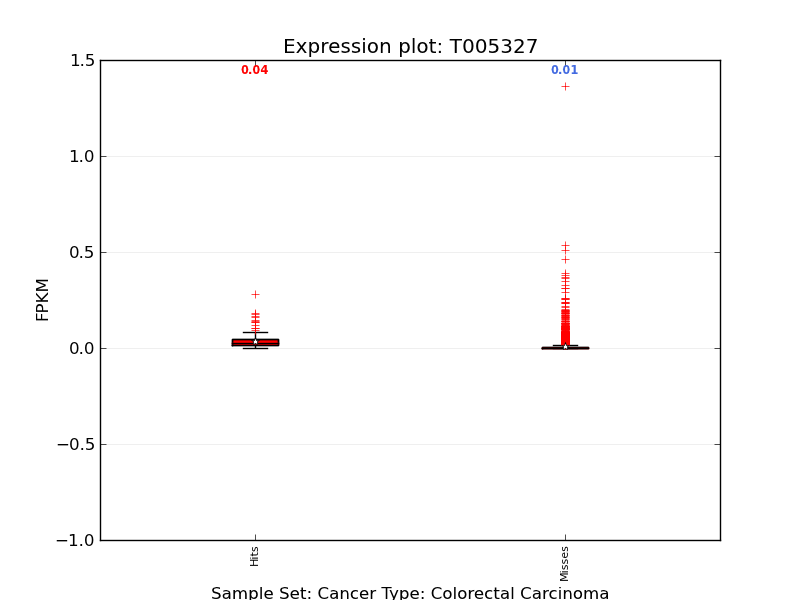 Expression plot: T005327
0.04
0.01
1.5
1.0
0.5
0.0
−0.5
−1.0
FPKM
Hits
Misses
Sample Set: Cancer Type: Colorectal Carcinoma